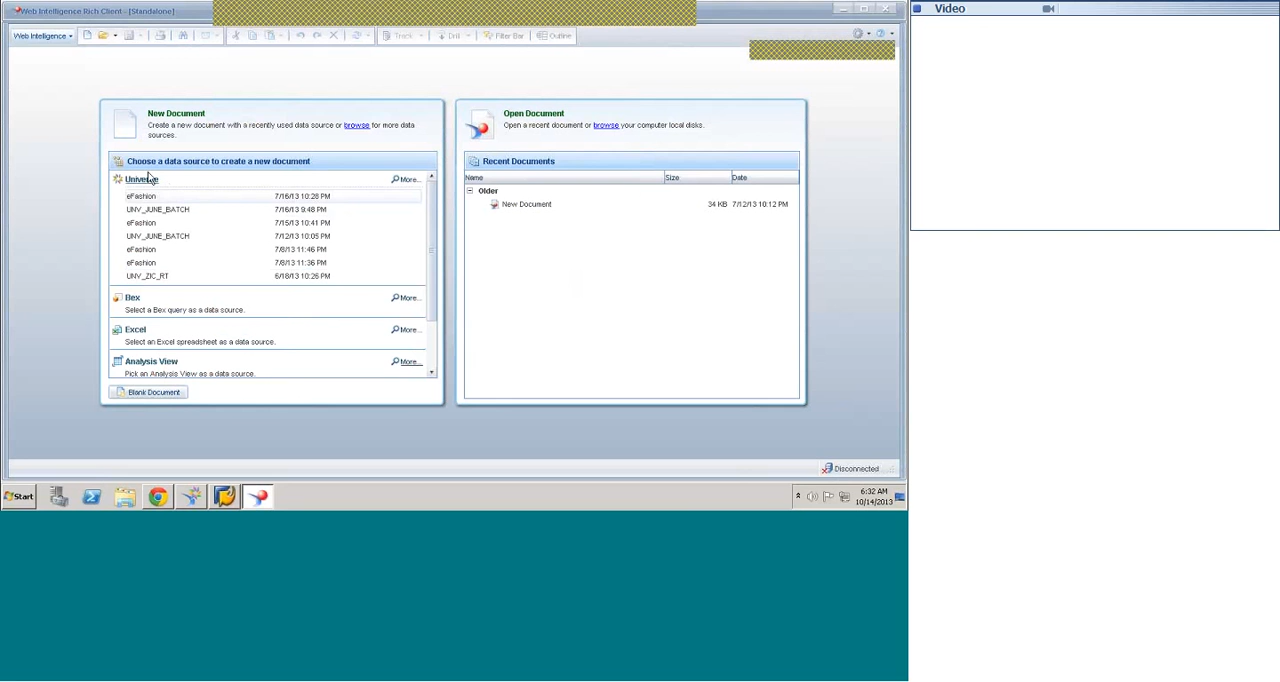 Web Intelligence Rich Client - [Standalone]
Video
Web Intelligence
Track
Drill
Filter Bar
Outline
New Document
Create a new document with a recently used data source or browse for more data
sources.
Open Document
Open a recent document or browse your computer local disks.
Choose a data source to create a new document
Universe
More...
eFashion 7/16/13 10:28 PM
UNV_JUNE_BATCH 7/16/13 9:48 PM
eFashion 7/15/13 10:41 PM
UNV_JUNE_BATCH 7/12/13 10:05 PM
eFashion 7/8/13 11:46 PM
eFashion 7/8/13 11:36 PM
UNV_ZIC_RT 6/18/13 10:26 PM
Bex
More...
Select a Bex query as a data source.
Excel
More...
Select an Excel spreadsheet as a data source.
Analysis View
More...
Pick an Analysis View as a data source.
Blank Document
Recent Documents
Name Size Date
Older
New Document 34 KB 7/12/13 10:12 PM
Disconnected
Start
6:32 AM
10/14/2013